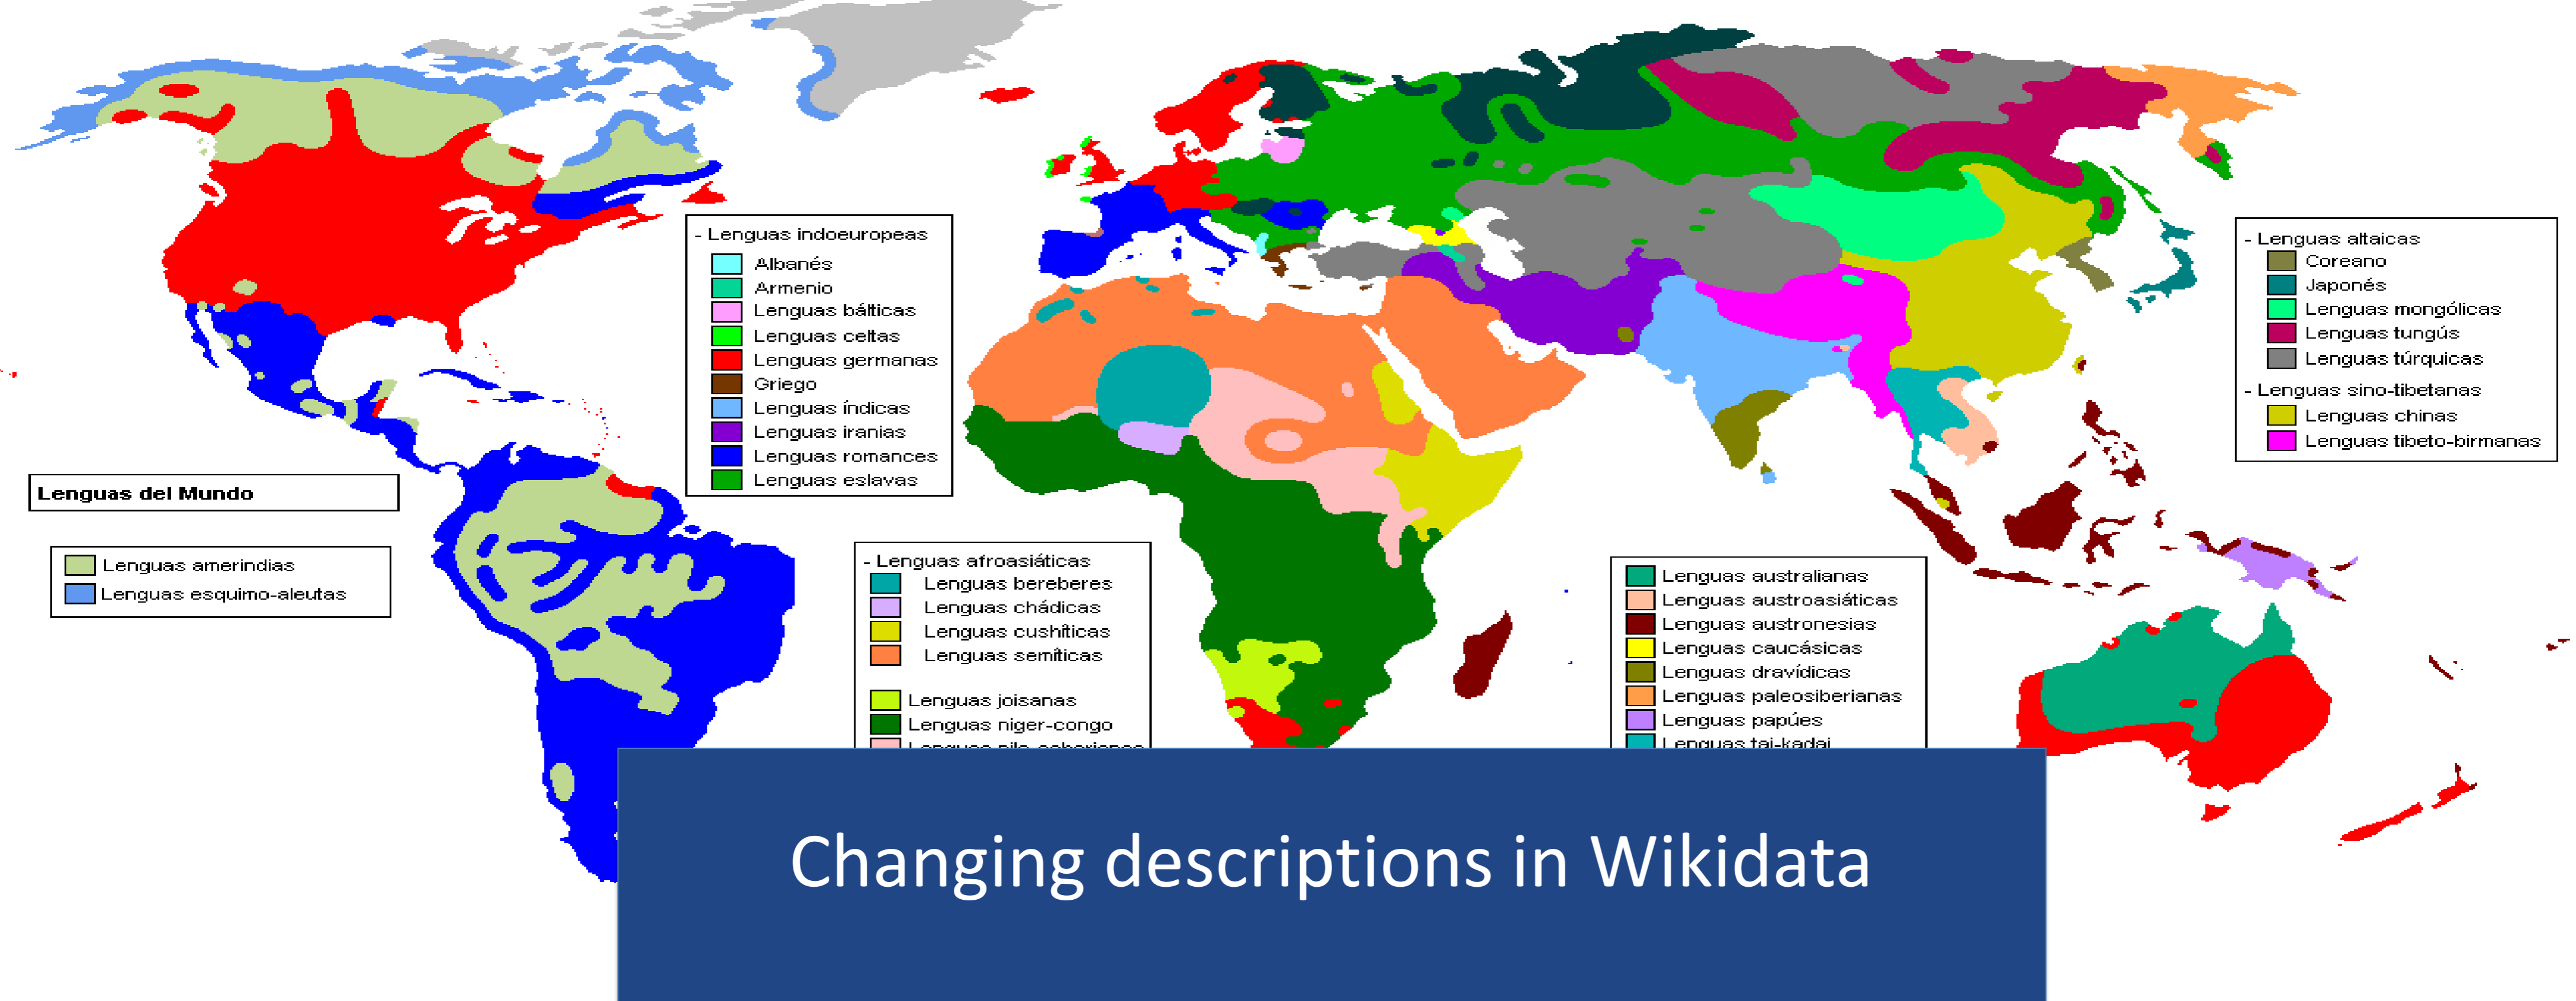 Lenguas del Mundo
Lenguas amerindias
Lenguas esquimo-aleutas
- Lenguas indoeuropeas
Albanés
Armenio
Lenguas bálticas
Lenguas celtas
Lenguas germanas
Griego
Lenguas índicas
Lenguas iranias
Lenguas romances
Lenguas eslavas
- Lenguas afroasiáticas
Lenguas bereberes
Lenguas chádicas
Lenguas cushíticas
Lenguas semíticas
Lenguas joisanas
Lenguas niger-congo
Lenguas nilo-saharianas
Lenguas australianas
Lenguas austroasiáticas
Lenguas austronesias
Lenguas caucásicas
Lenguas dravídicas
Lenguas paleosiberianas
Lenguas papúes
Lenguas tai-kadai
- Lenguas altaicas
Coreano
Japonés
Lenguas mongólicas
Lenguas tungús
Lenguas túrquicas
- Lenguas sino-tibetanas
Lenguas chinas
Lenguas tibeto-birmanas
Changing descriptions in Wikidata